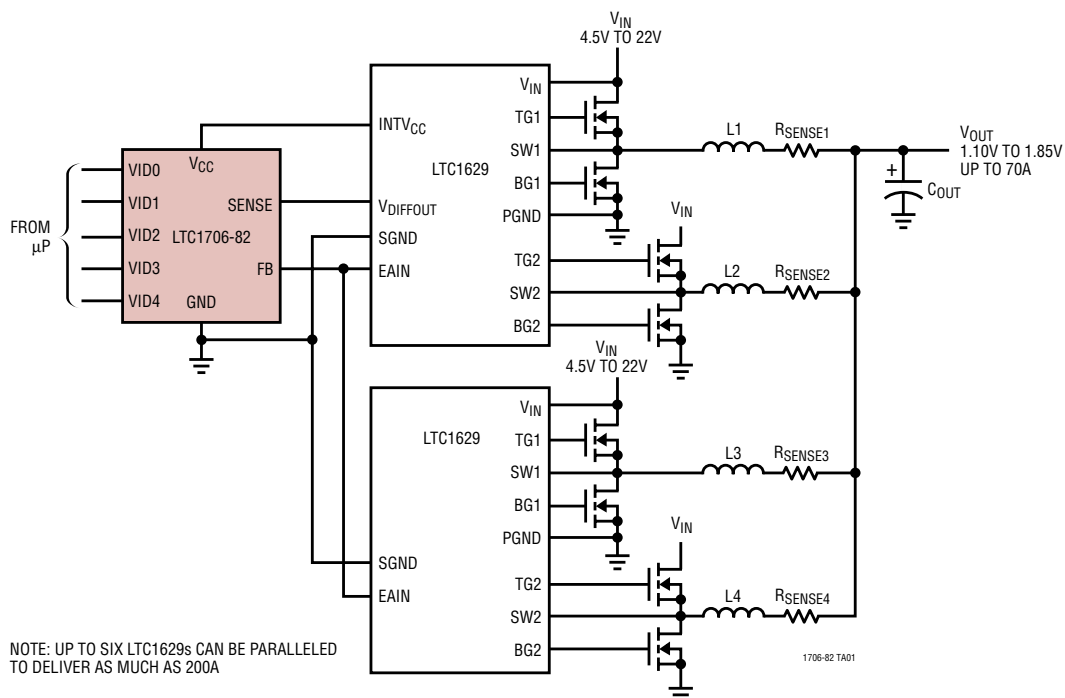 VIN
4.5V TO 22V
VIN
TG1
INTVCC
SW1
L1
RSENSE1
VOUT
1.10V TO 1.85V
UP TO 70A
VCC
LTC1629
VID0
BG1
+
COUT
VID1
SENSE
VDIFFOUT
PGND
VIN
FROM
µP
VID2
LTC1706-82
SGND
TG2
VID3
FB
EAIN
SW2
L2
RSENSE2
VID4
GND
BG2
VIN
4.5V TO 22V
VIN
LTC1629
TG1
SW1
L3
RSENSE3
BG1
PGND
VIN
SGND
TG2
EAIN
SW2
L4
RSENSE4
BG2
NOTE: UP TO SIX LTC1629s CAN BE PARALLELED
TO DELIVER AS MUCH AS 200A
1706-82 TA01